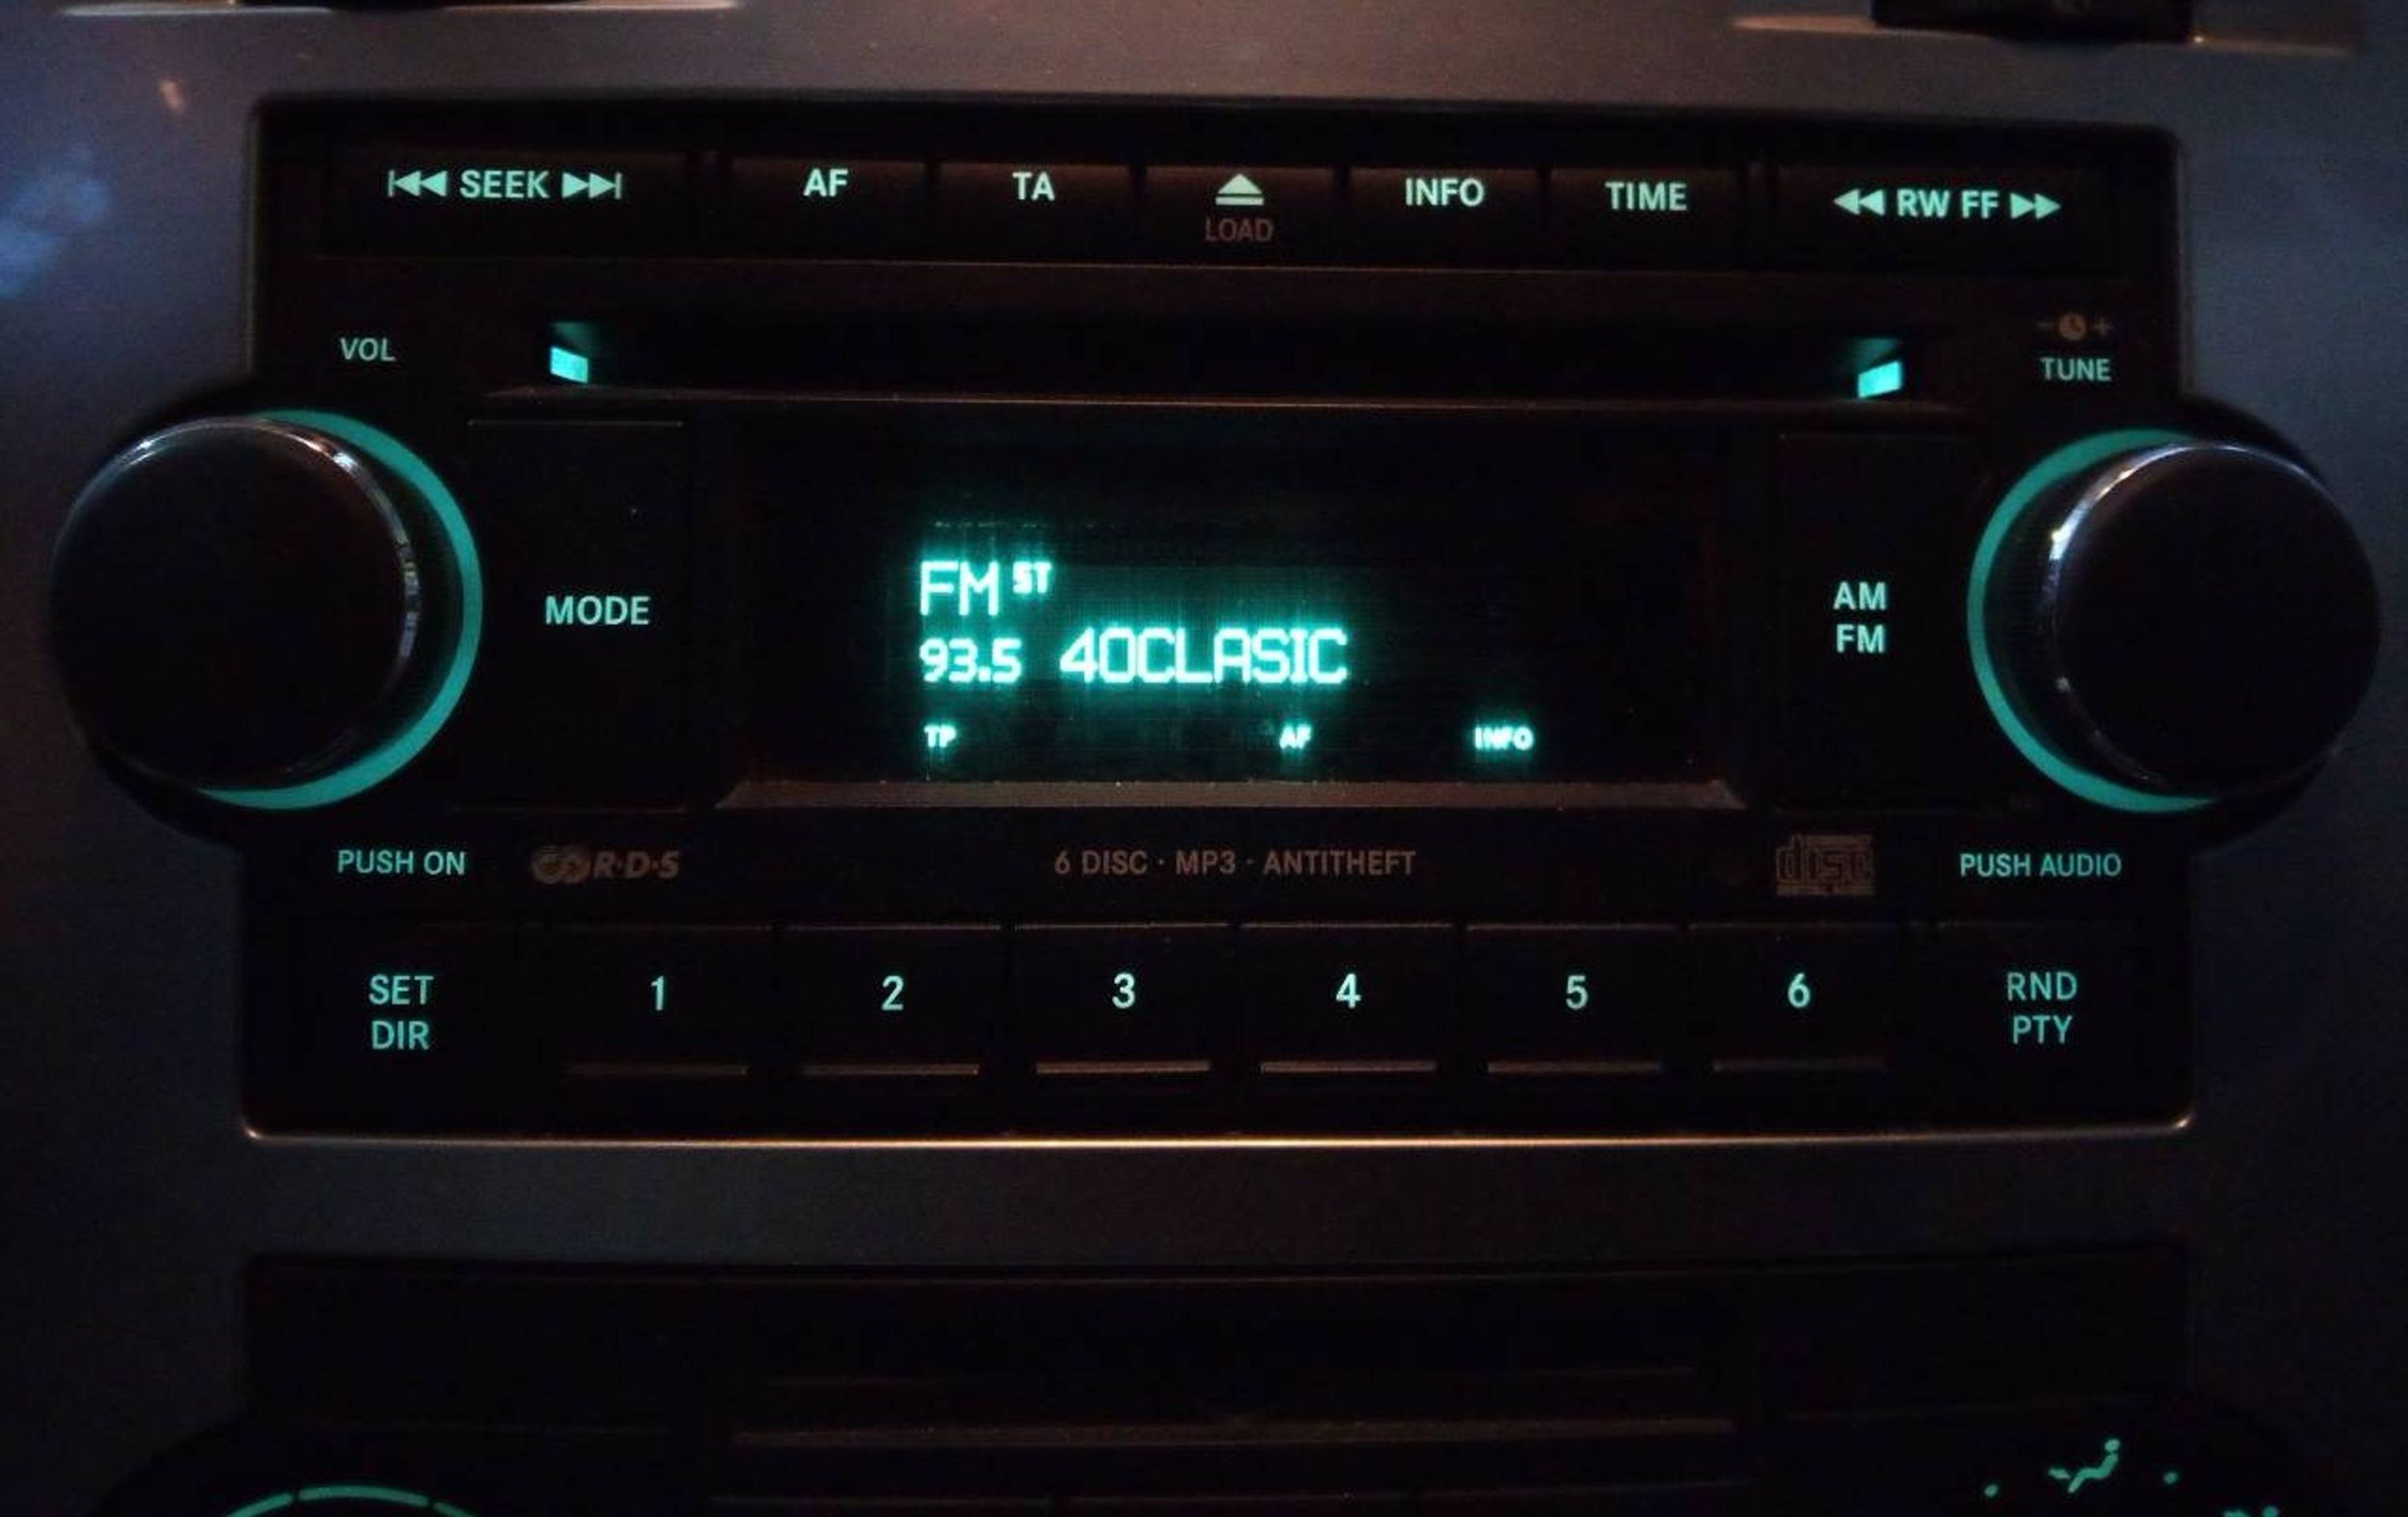 SEEK AF TA INFO TIME RW FF
LOAD
VOL
- +
TUNE
FM ST
93.5 40CLASIC
TP AF INFO
MODE
AM
FM
PUSH ON R·D·S 6 DISC · MP3 · ANTITHEFT disc PUSH AUDIO
SET
DIR
1 2 3 4 5 6
RND
PTY